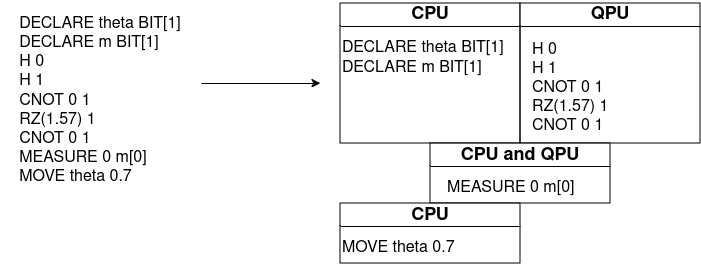 DECLARE theta BIT[1]
DECLARE m BIT[1]
H 0
H 1
CNOT 0 1
RZ(1.57) 1
CNOT 0 1
MEASURE 0 m[0]
MOVE theta 0.7
CPU
DECLARE theta BIT[1]
DECLARE m BIT[1]
QPU
H 0
H 1
CNOT 0 1
RZ(1.57) 1
CNOT 0 1
CPU and QPU
MEASURE 0 m[0]
CPU
MOVE theta 0.7